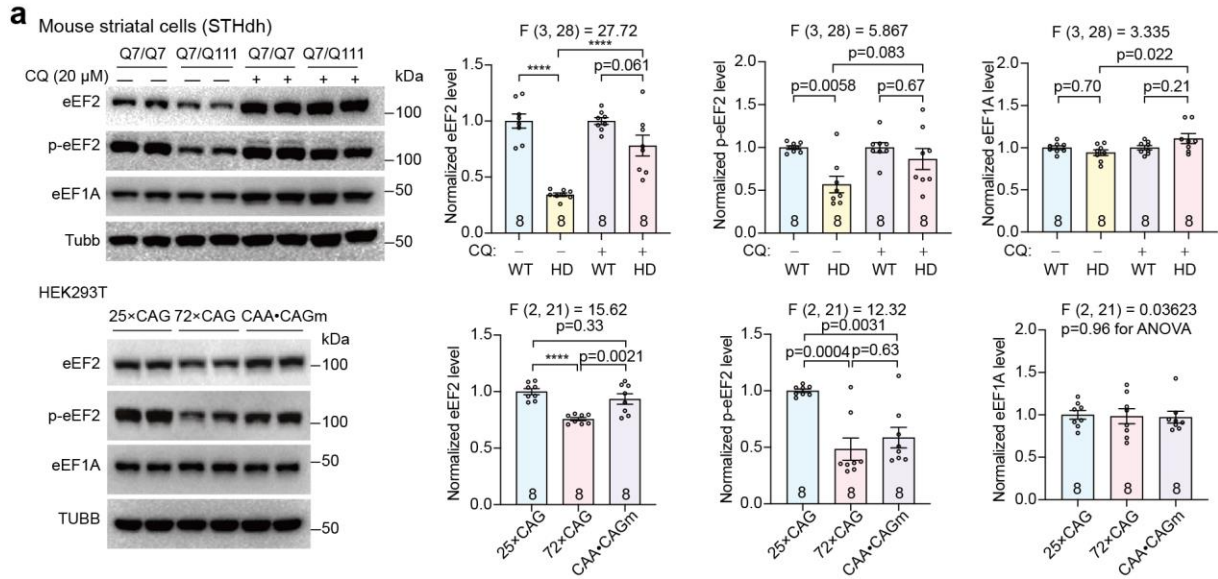 a
Mouse striatal cells (STHdh)
Q7/Q7 Q7/Q111 Q7/Q7 Q7/Q111
CQ (20 µM) — — — — + + + + kDa
eEF2 –100
p-eEF2 –100
eEF1A –50
Tubb –50
F (3, 28) = 27.72
****
**** p=0.061
Normalized eEF2 level
1.5
1.0
0.5
0.0
8 8 8 8
CQ: – – + +
WT HD WT HD
F (3, 28) = 5.867
p=0.083
p=0.0058 p=0.67
Normalized p-eEF2 level
2.0
1.5
1.0
0.5
0.0
8 8 8 8
CQ: – – + +
WT HD WT HD
F (3, 28) = 3.335
p=0.022
p=0.70 p=0.21
Normalized eEF1A level
2.0
1.5
1.0
0.5
0.0
8 8 8 8
CQ: – – + +
WT HD WT HD
HEK293T
25×CAG 72×CAG CAA•CAGm
kDa
eEF2 –100
p-eEF2 –100
eEF1A –50
TUBB –50
F (2, 21) = 15.62
p=0.33
**** p=0.0021
Normalized eEF2 level
1.5
1.0
0.5
0.0
8 8 8
25×CAG 72×CAG CAA•CAGm
F (2, 21) = 12.32
p=0.0031
p=0.0004 p=0.63
Normalized p-eEF2 level
1.5
1.0
0.5
0.0
8 8 8
25×CAG 72×CAG CAA•CAGm
F (2, 21) = 0.03623
p=0.96 for ANOVA
Normalized eEF1A level
2.0
1.5
1.0
0.5
0.0
8 8 8
25×CAG 72×CAG CAA•CAGm